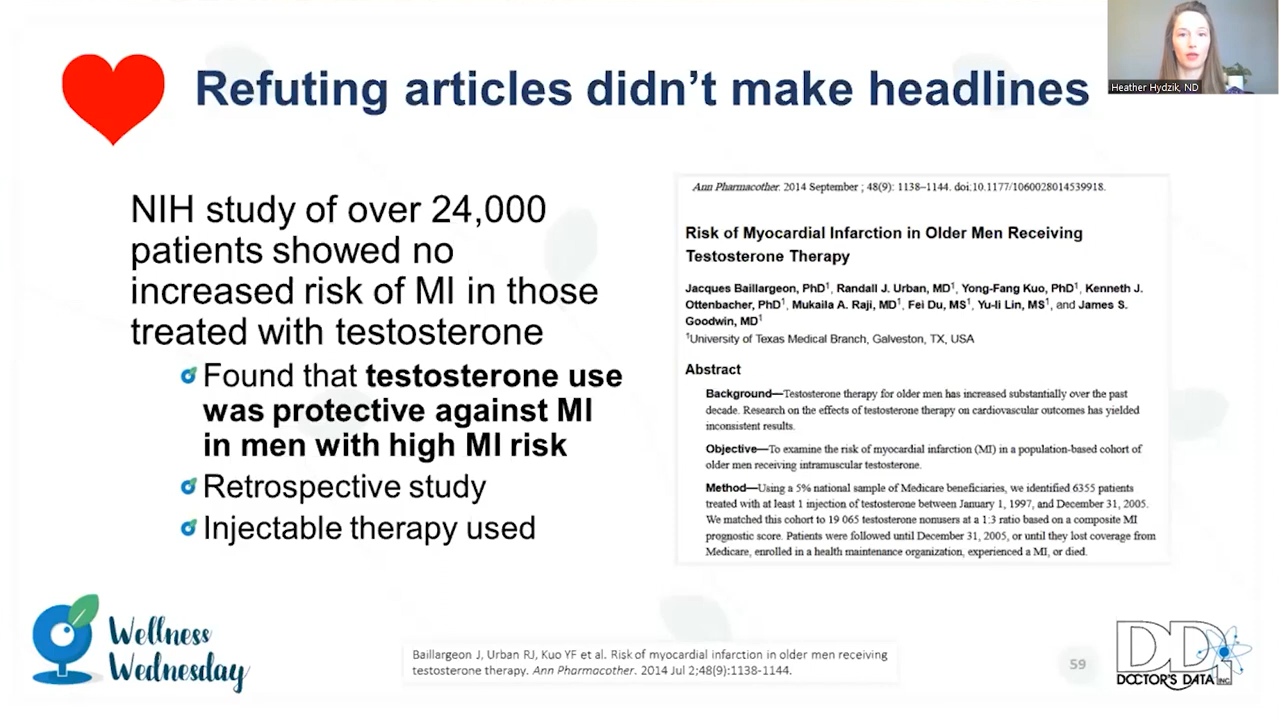 Refuting articles didn't make headlines
Heather Hydzik, ND
NIH study of over 24,000
patients showed no
increased risk of MI in those
treated with testosterone
Found that testosterone use
was protective against MI
in men with high MI risk
Retrospective study
Injectable therapy used
Ann Pharmacother. 2014 September ; 48(9): 1138–1144. doi:10.1177/1060028014539918.
Risk of Myocardial Infarction in Older Men Receiving
Testosterone Therapy
Jacques Baillargeon, PhD1, Randall J. Urban, MD1, Yong-Fang Kuo, PhD1, Kenneth J.
Ottenbacher, PhD1, Mukaila A. Raji, MD1, Fei Du, MS1, Yu-li Lin, MS1, and James S.
Goodwin, MD1
1University of Texas Medical Branch, Galveston, TX, USA
Abstract
Background—Testosterone therapy for older men has increased substantially over the past
decade. Research on the effects of testosterone therapy on cardiovascular outcomes has yielded
inconsistent results.
Objective—To examine the risk of myocardial infarction (MI) in a population-based cohort of
older men receiving intramuscular testosterone.
Method—Using a 5% national sample of Medicare beneficiaries, we identified 6355 patients
treated with at least 1 injection of testosterone between January 1, 1997, and December 31, 2005.
We matched this cohort to 19 065 testosterone nonusers at a 1:3 ratio based on a composite MI
prognostic score. Patients were followed until December 31, 2005, or until they lost coverage from
Medicare, enrolled in a health maintenance organization, experienced a MI, or died.
Wellness
Wednesday
Baillargeon J, Urban RJ, Kuo YF et al. Risk of myocardial infarction in older men receiving
testosterone therapy. Ann Pharmacother. 2014 Jul 2;48(9):1138-1144.
59
DDI
DOCTOR'S DATA INC.